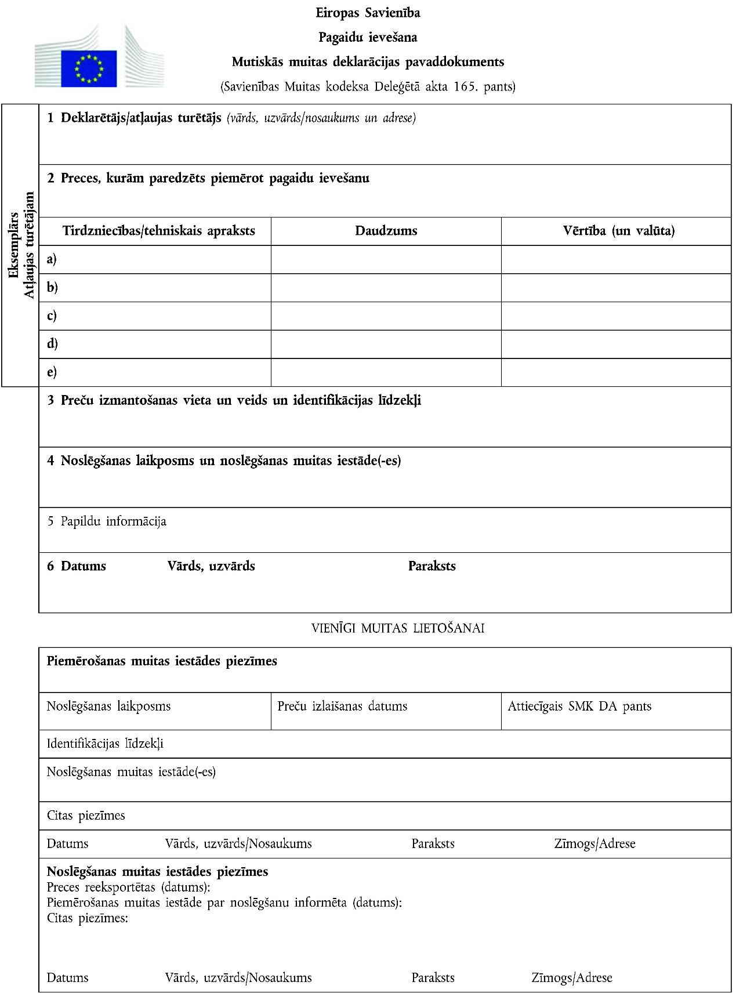 Eiropas Savienība
Pagaidu ievešana
Mutiskās muitas deklarācijas pavaddokuments
(Savienības Muitas kodeksa Deleģētā akta 165. pants)
Eksemplārs
Atļaujas turētājam
1 Deklarētājs/atļaujas turētājs (vārds, uzvārds/nosaukums un adrese)
2 Preces, kurām paredzēts piemērot pagaidu ievešanu
Tirdzniecības/tehniskais apraksts Daudzums Vērtība (un valūta)
a)
b)
c)
d)
e)
3 Preču izmantošanas vieta un veids un identifikācijas līdzekļi
4 Noslēgšanas laikposms un noslēgšanas muitas iestāde(-es)
5 Papildu informācija
6 Datums Vārds, uzvārds Paraksts
VIENĪGI MUITAS LIETOŠANAI
Piemērošanas muitas iestādes piezīmes
Noslēgšanas laikposms Preču izlaišanas datums Attiecīgais SMK DA pants
Identifikācijas līdzekļi
Noslēgšanas muitas iestāde(-es)
Citas piezīmes
Datums Vārds, uzvārds/Nosaukums Paraksts Zīmogs/Adrese
Noslēgšanas muitas iestādes piezīmes
Preces reeksportētas (datums):
Piemērošanas muitas iestāde par noslēgšanu informēta (datums):
Citas piezīmes:
Datums Vārds, uzvārds/Nosaukums Paraksts Zīmogs/Adrese